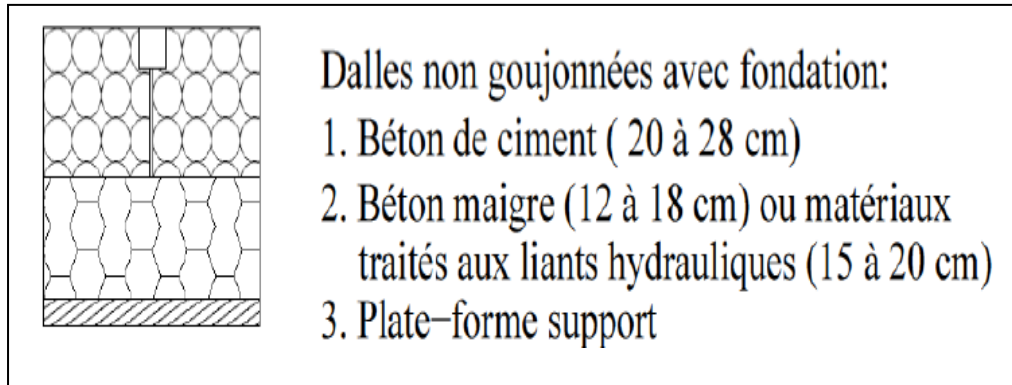 Dalles non goujonnées avec fondation:
1. Béton de ciment ( 20 à 28 cm)
2. Béton maigre (12 à 18 cm) ou matériaux
traités aux liants hydrauliques (15 à 20 cm)
3. Plate-forme support